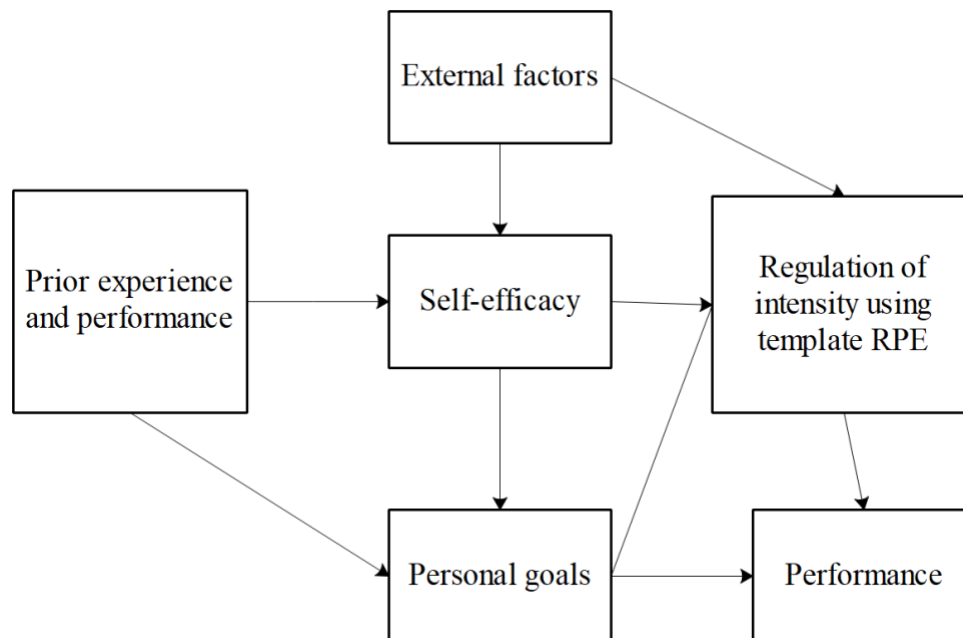 External factors
Prior experience
and performance
Self-efficacy
Regulation of
intensity using
template RPE
Personal goals
Performance